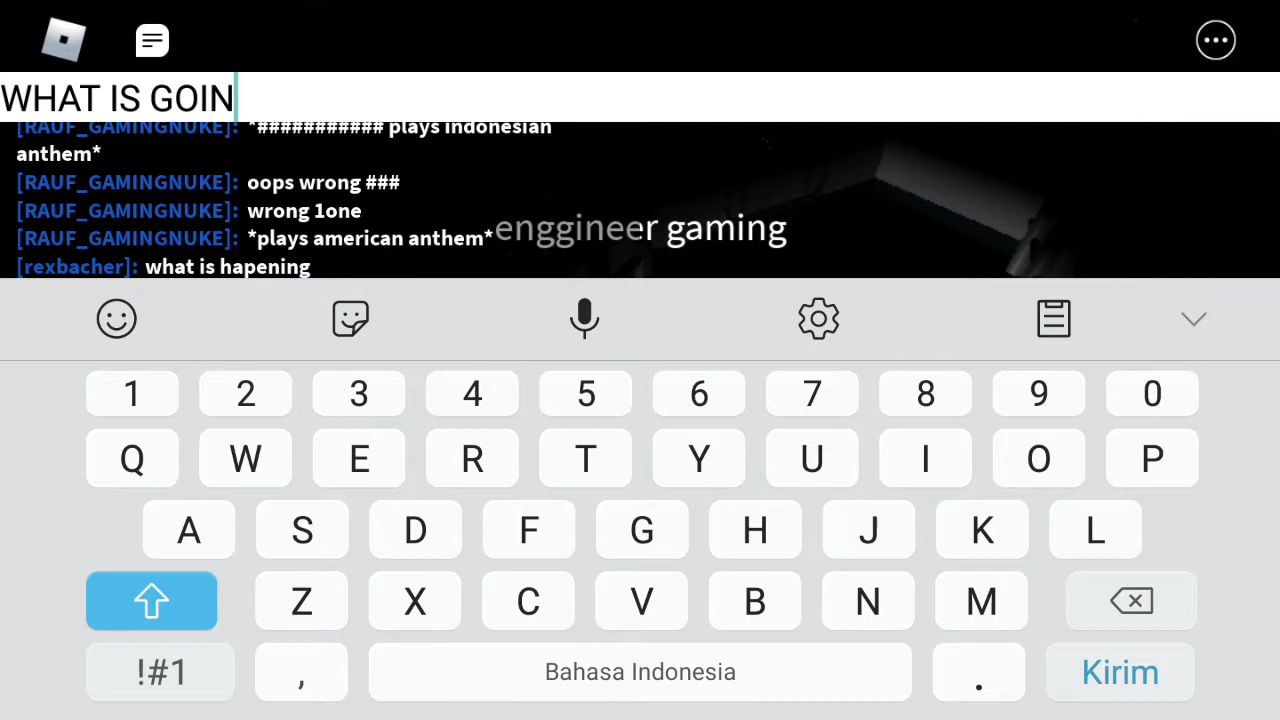 WHAT IS GOIN
[RAUF_GAMINGNUKE]: *########### plays indonesian
anthem*
[RAUF_GAMINGNUKE]: oops wrong ###
[RAUF_GAMINGNUKE]: wrong 1one
[RAUF_GAMINGNUKE]: *plays american anthem*
enggineer gaming
[rexbacher]: what is hapening
1 2 3 4 5 6 7 8 9 0
Q W E R T Y U I O P
A S D F G H J K L
Z X C V B N M
!#1 , Bahasa Indonesia . Kirim